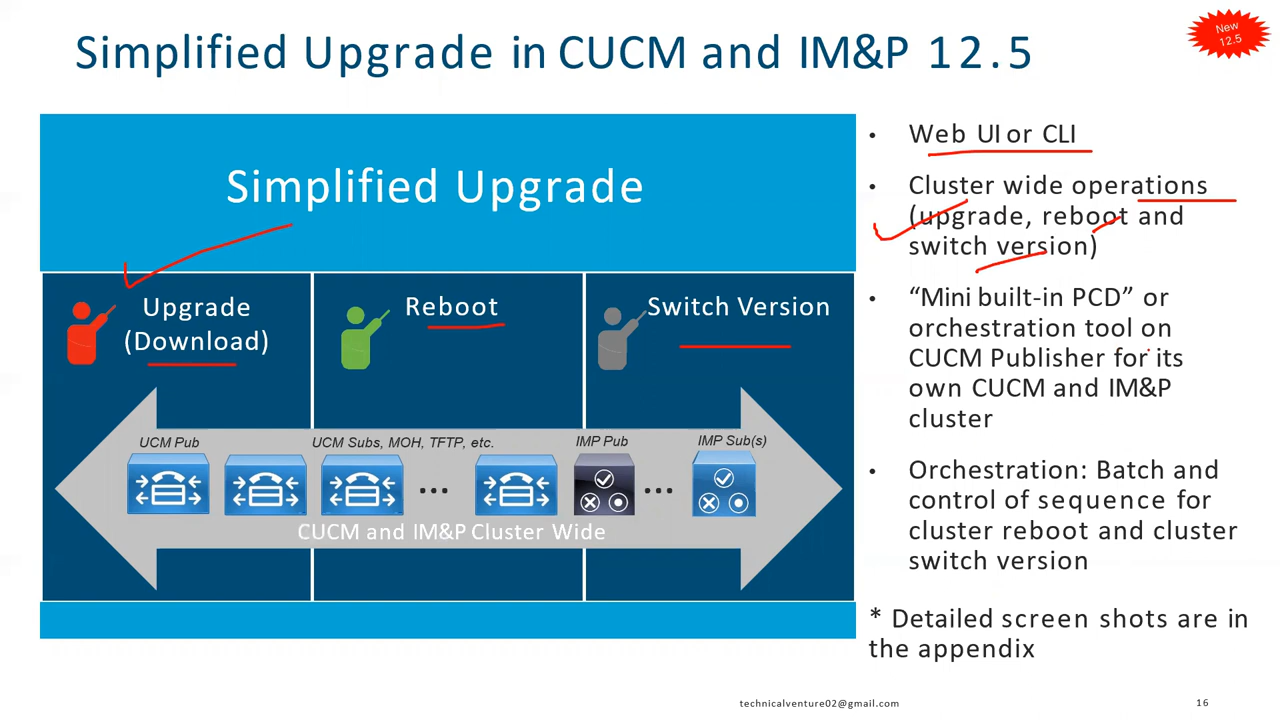 Simplified Upgrade in CUCM and IM&P 12.5
New
12.5
Simplified Upgrade
Upgrade
(Download)
Reboot
Switch Version
UCM Pub
UCM Subs, MOH, TFTP, etc.
IMP Pub
IMP Sub(s)
...
...
CUCM and IM&P Cluster Wide
• Web UI or CLI
• Cluster wide operations
(upgrade, reboot and
switch version)
• “Mini built-in PCD” or
orchestration tool on
CUCM Publisher for its
own CUCM and IM&P
cluster
• Orchestration: Batch and
control of sequence for
cluster reboot and cluster
switch version
* Detailed screen shots are in
the appendix
technicalventure02@gmail.com
16